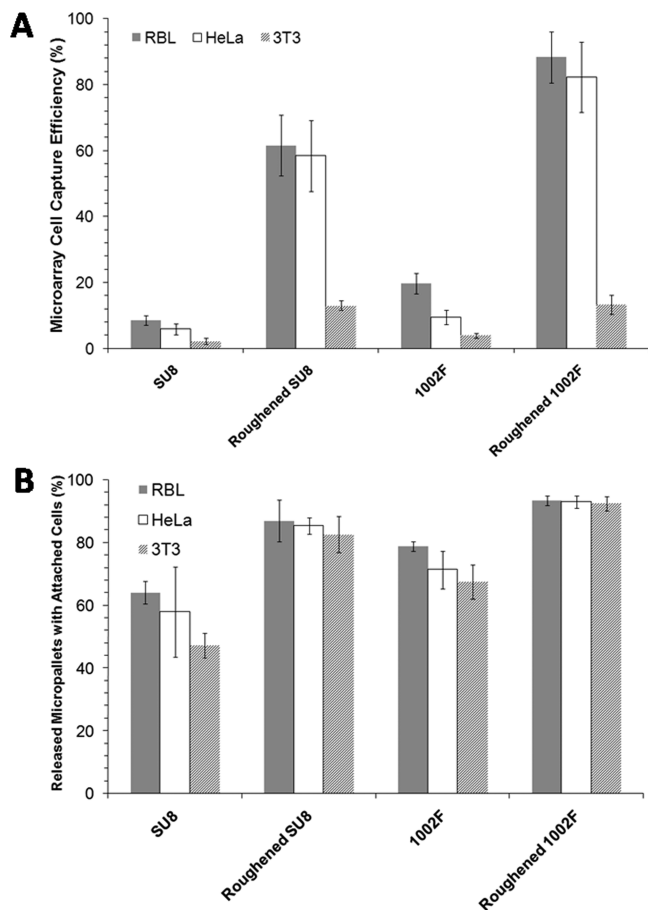 A
Microarray Cell Capture Efficiency (%)
100
80
60
40
20
0
RBL HeLa 3T3
SU8
Roughened SU8
1002F
Roughened 1002F
B
Released Micropallets with Attached Cells (%)
100
80
60
40
20
0
RBL
HeLa
3T3
SU8
Roughened SU8
1002F
Roughened 1002F